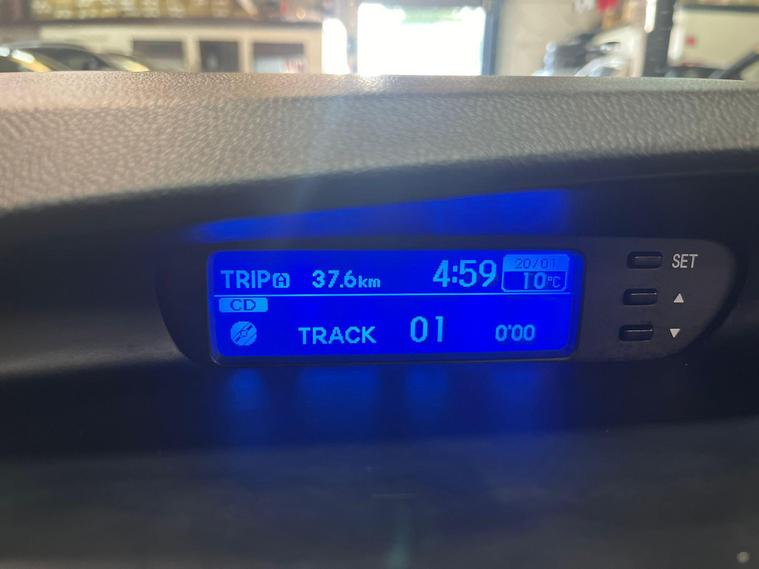 TRIP A 37.6km 4:59 20/01
10°C
CD
TRACK 01 0'00
SET